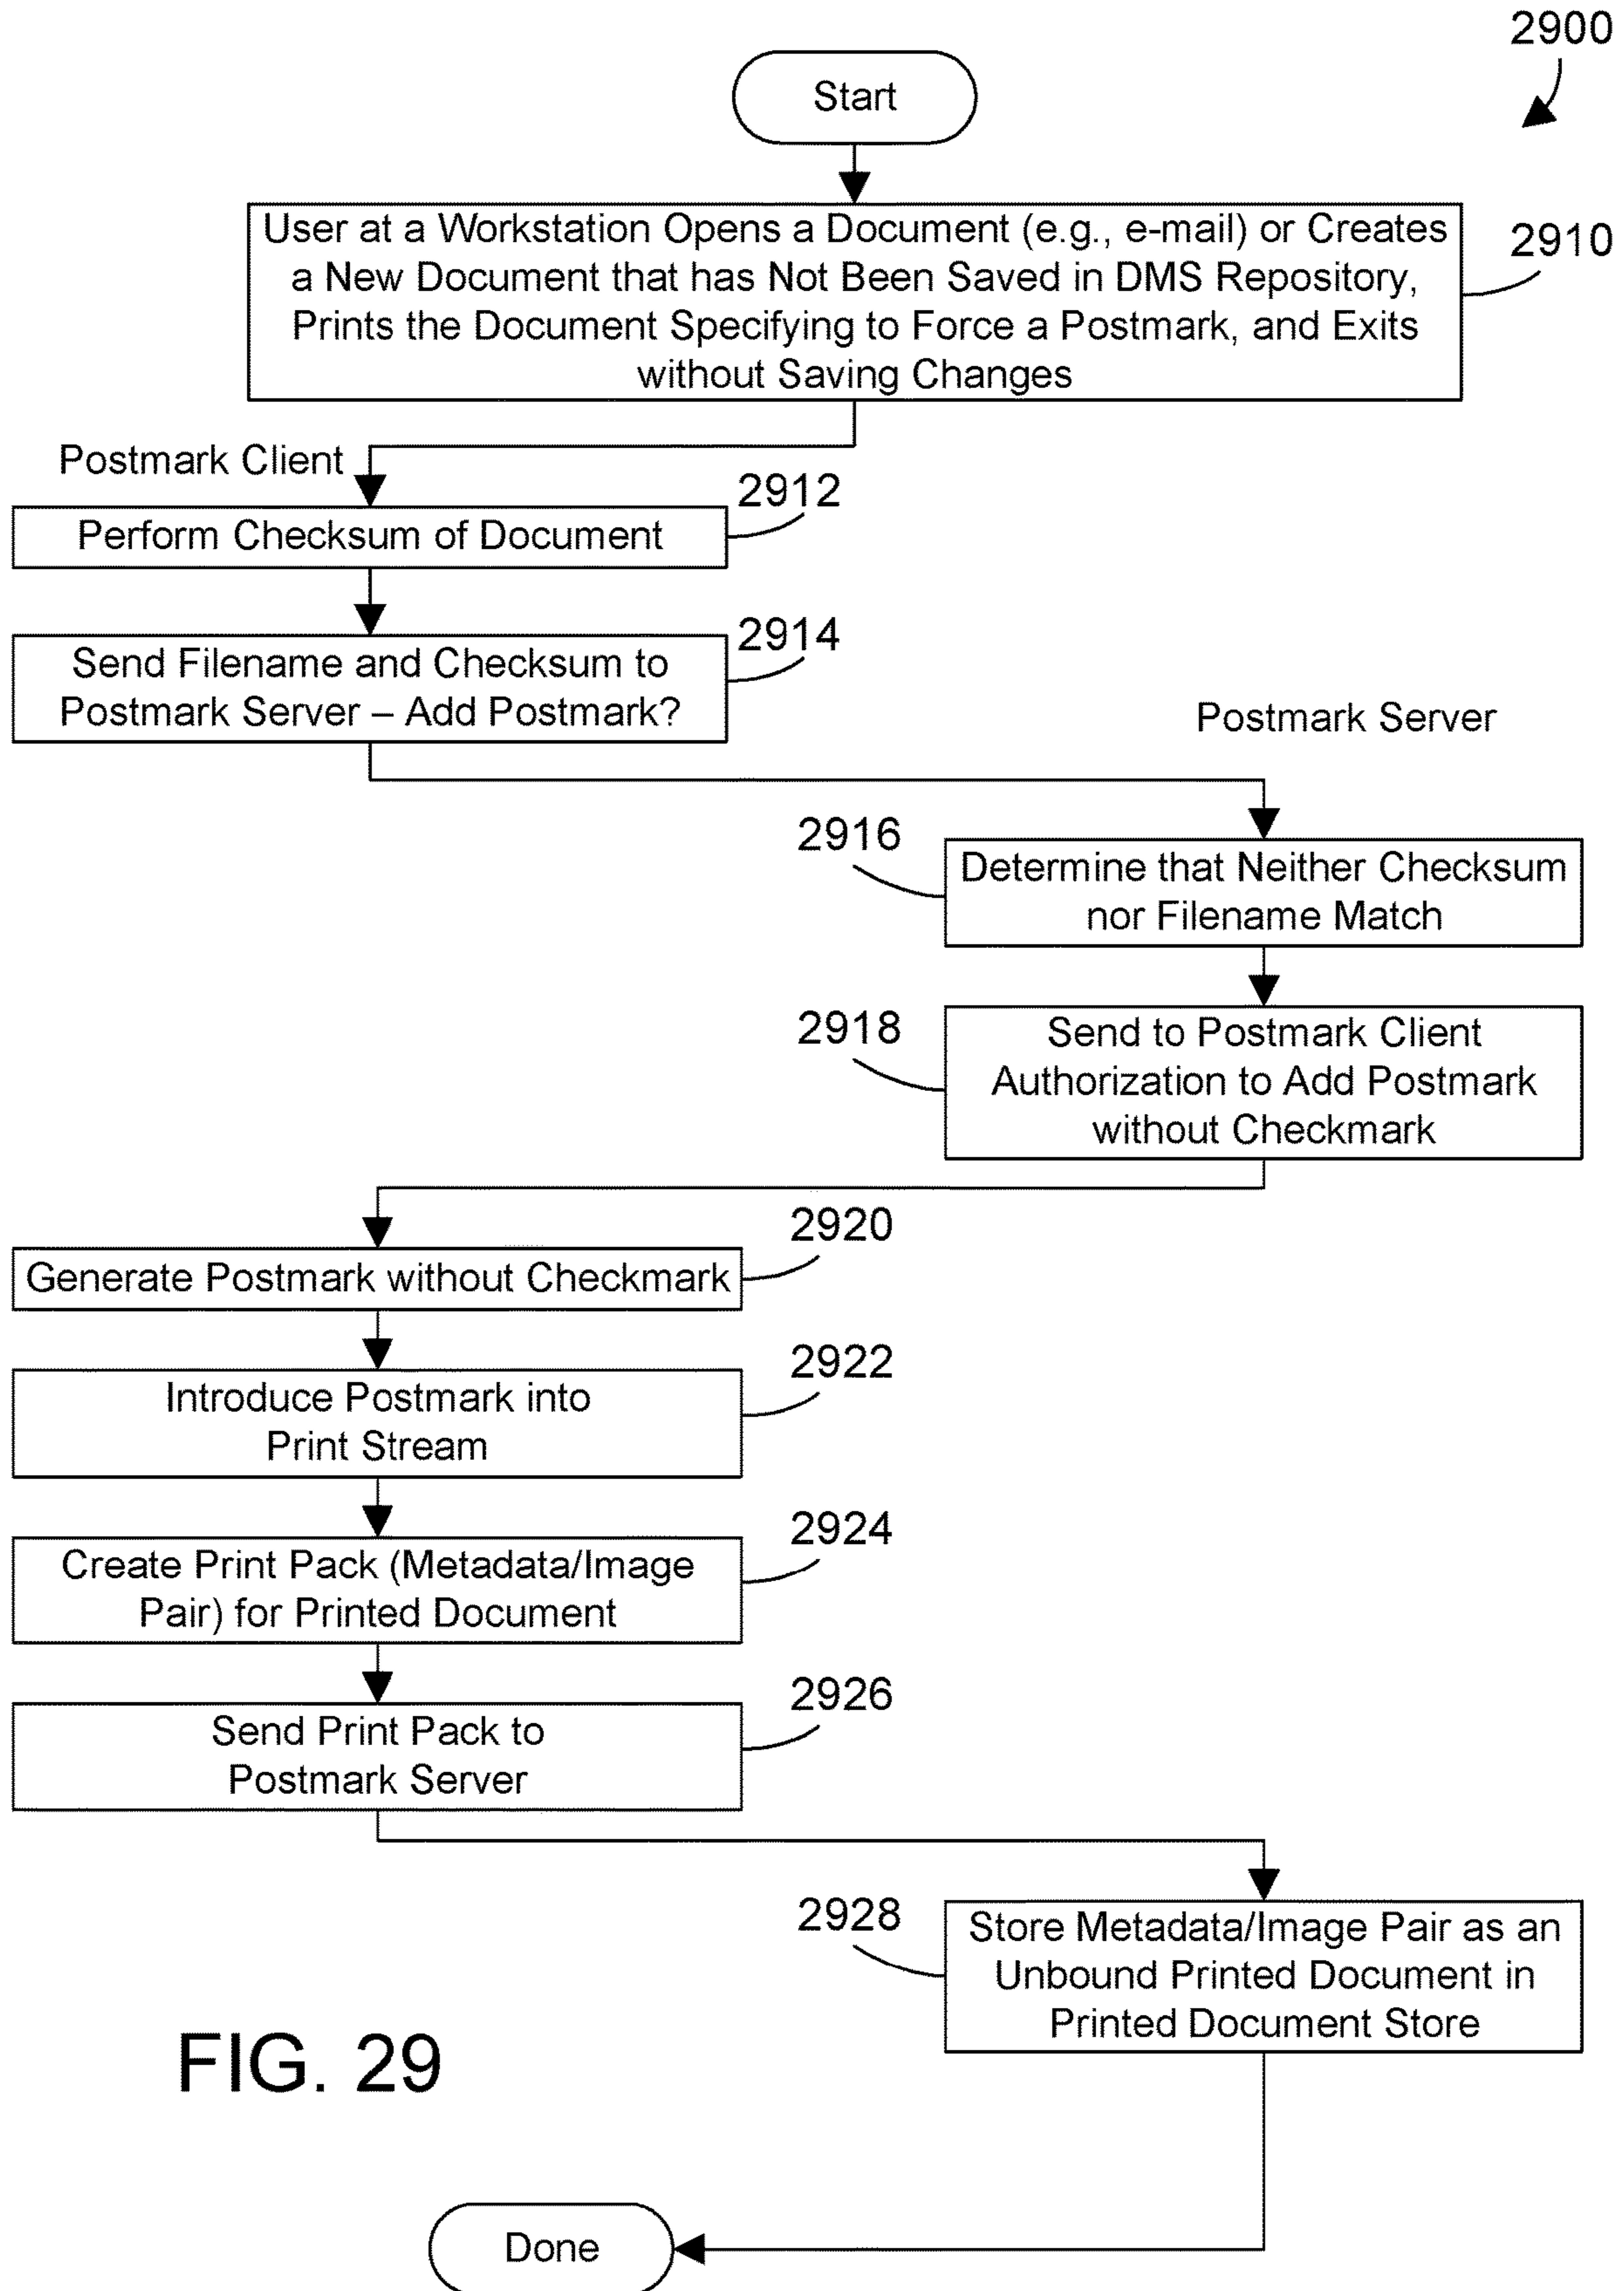 2900
Start
User at a Workstation Opens a Document (e.g., e-mail) or Creates
a New Document that has Not Been Saved in DMS Repository,
Prints the Document Specifying to Force a Postmark, and Exits
without Saving Changes
2910
Postmark Client
2912
Perform Checksum of Document
2914
Send Filename and Checksum to
Postmark Server – Add Postmark?
Postmark Server
2916
Determine that Neither Checksum
nor Filename Match
2918
Send to Postmark Client
Authorization to Add Postmark
without Checkmark
2920
Generate Postmark without Checkmark
2922
Introduce Postmark into
Print Stream
2924
Create Print Pack (Metadata/Image
Pair) for Printed Document
2926
Send Print Pack to
Postmark Server
2928
Store Metadata/Image Pair as an
Unbound Printed Document in
Printed Document Store
FIG. 29
Done